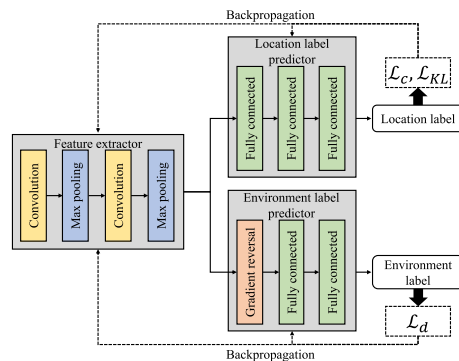 Backpropagation
Location label
predictor
Fully connected
Fully connected
Fully connected
ℒc, ℒKL
Location label
Feature extractor
Convolution
Max pooling
Convolution
Max pooling
Environment label
predictor
Gradient reversal
Fully connected
Fully connected
Environment
label
ℒd
Backpropagation